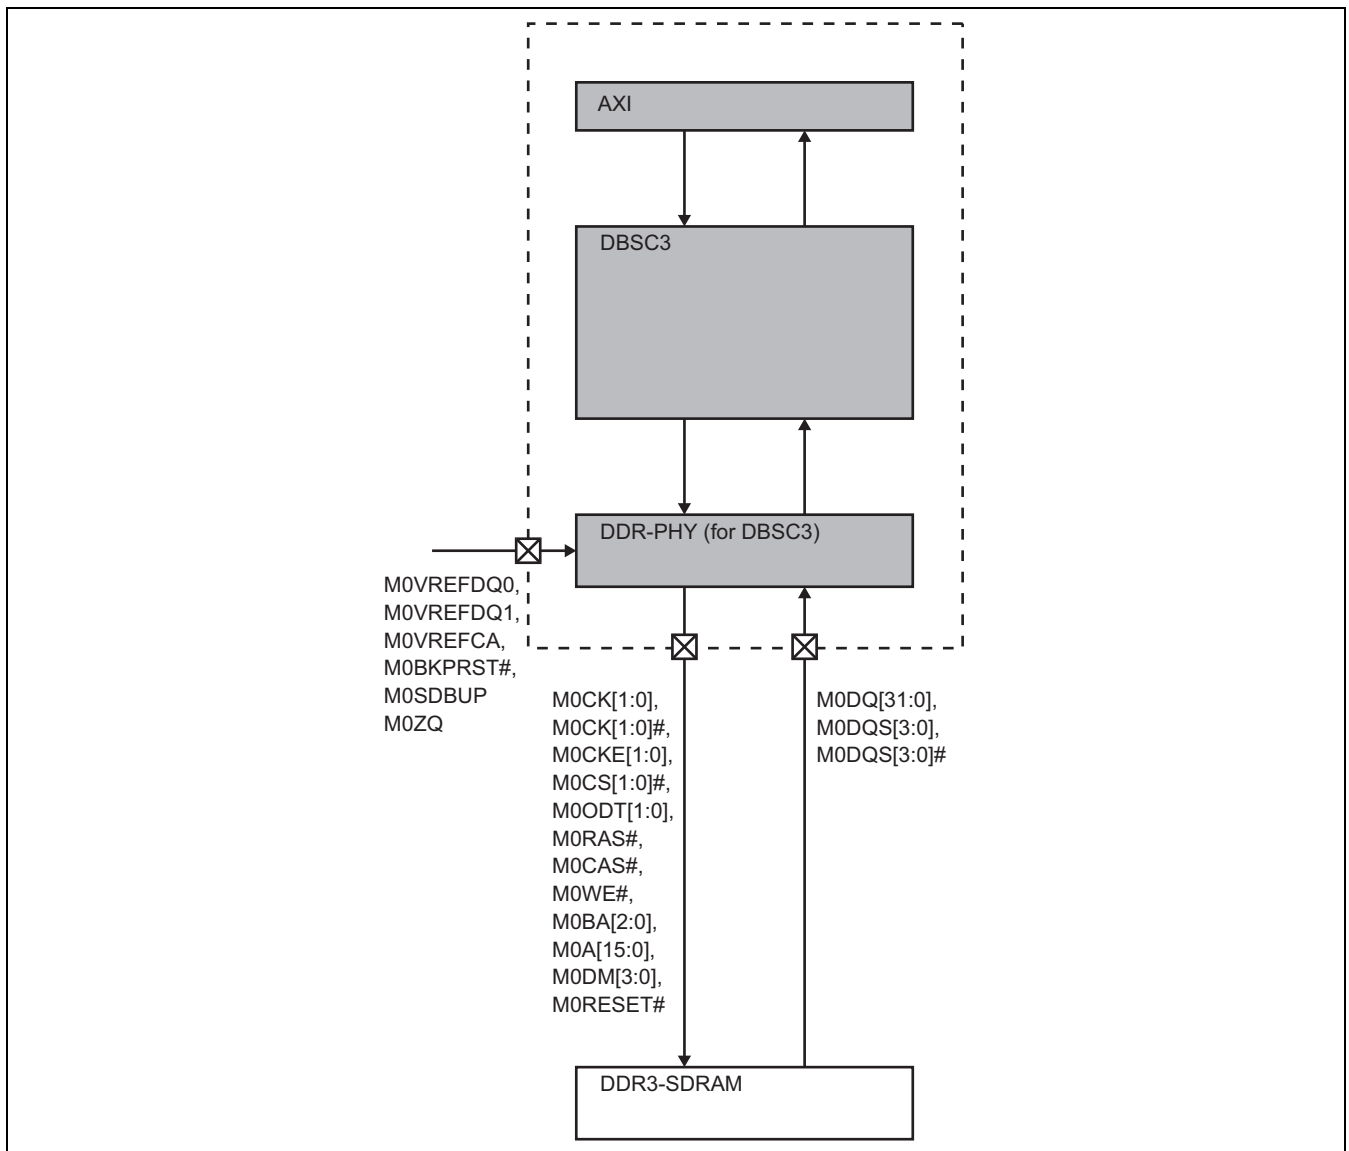 AXI
DBSC3
DDR-PHY (for DBSC3)
M0VREFDQ0,
M0VREFDQ1,
M0VREFCA,
M0BKPRST#,
M0SDBUP
M0ZQ
M0CK[1:0],
M0CK[1:0]#,
M0CKE[1:0],
M0CS[1:0]#,
M0ODT[1:0],
M0RAS#,
M0CAS#,
M0WE#,
M0BA[2:0],
M0A[15:0],
M0DM[3:0],
M0RESET#
M0DQ[31:0],
M0DQS[3:0],
M0DQS[3:0]#
DDR3-SDRAM